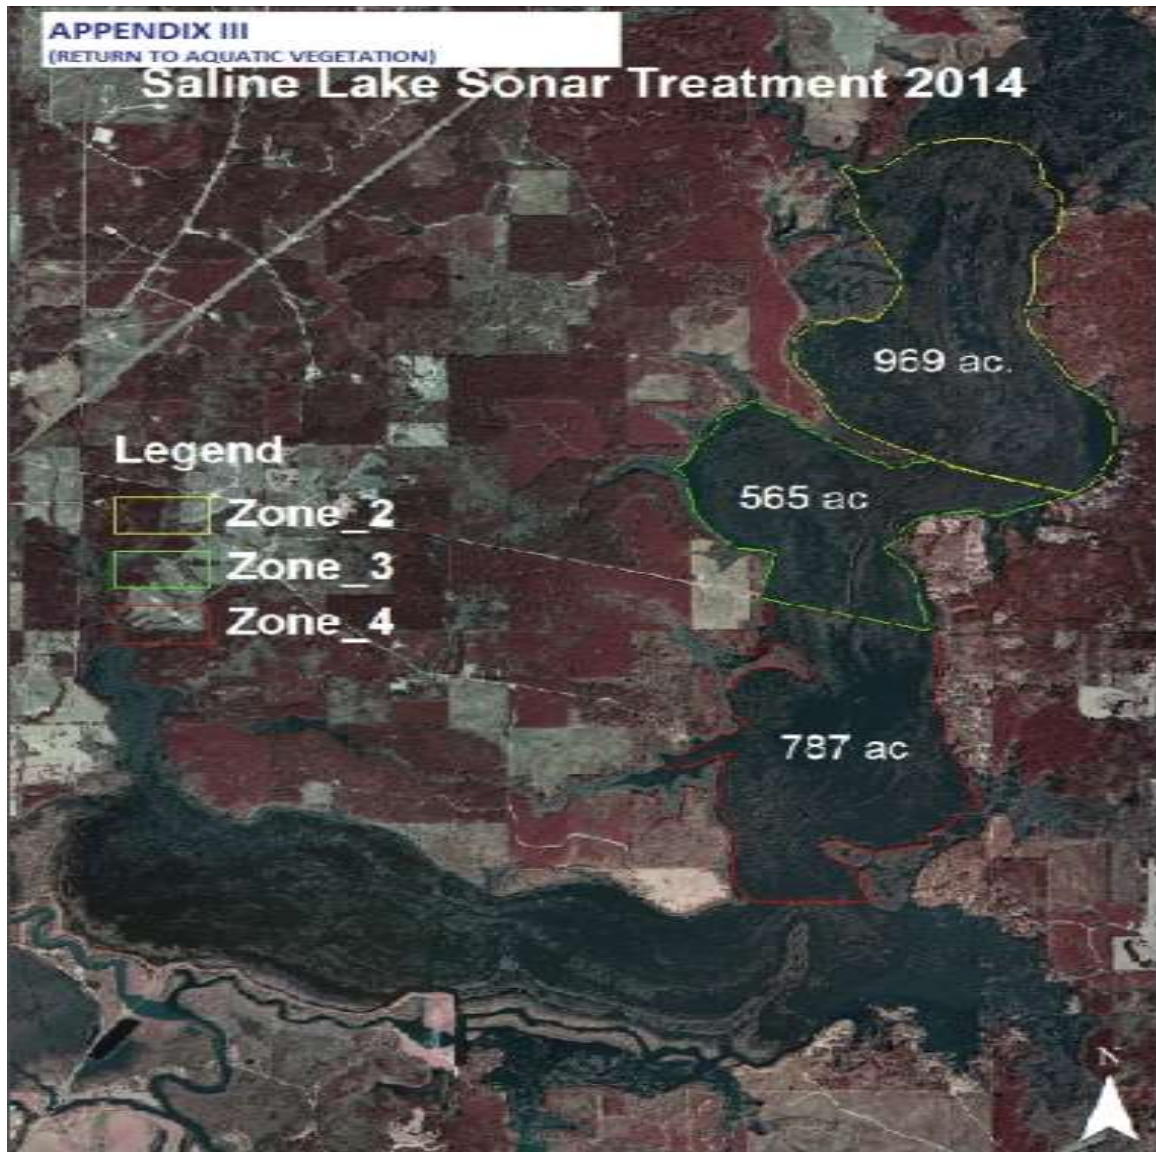 APPENDIX III
(RETURN TO AQUATIC VEGETATION)
Saline Lake Sonar Treatment 2014
969 ac.
565 ac
Legend
Zone_2
Zone_3
Zone_4
787 ac
N